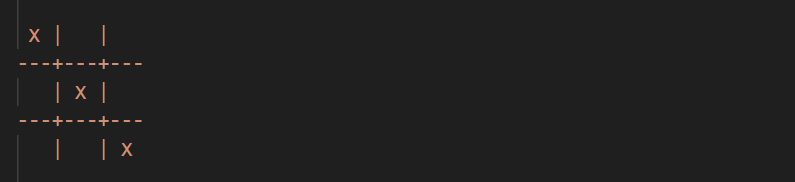 x |   |
---+---+---
   | x |
---+---+---
   |   | x